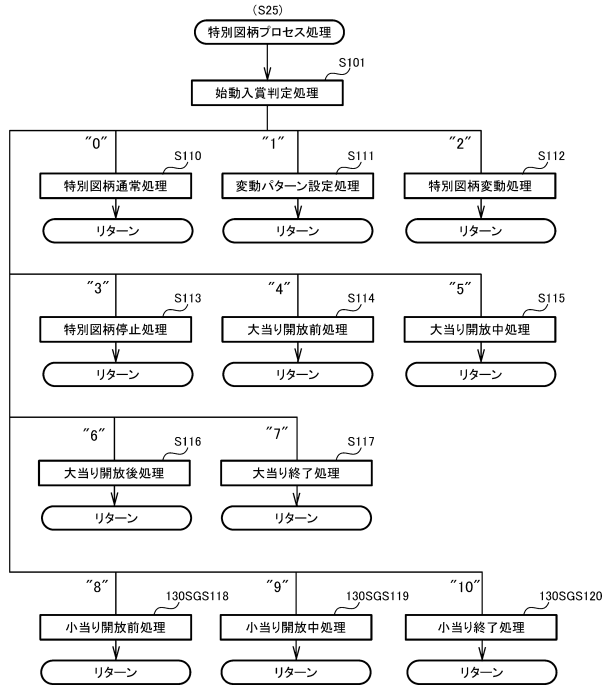 (S25)
特別図柄プロセス処理
S101
始動入賞判定処理
"0" "1" "2"
S110 S111 S112
特別図柄通常処理 変動パターン設定処理 特別図柄変動処理
リターン リターン リターン
"3" "4" "5"
S113 S114 S115
特別図柄停止処理 大当り開放前処理 大当り開放中処理
リターン リターン リターン
"6" "7"
S116 S117
大当り開放後処理 大当り終了処理
リターン リターン
"8" "9" "10"
130SGS118 130SGS119 130SGS120
小当り開放前処理 小当り開放中処理 小当り終了処理
リターン リターン リターン